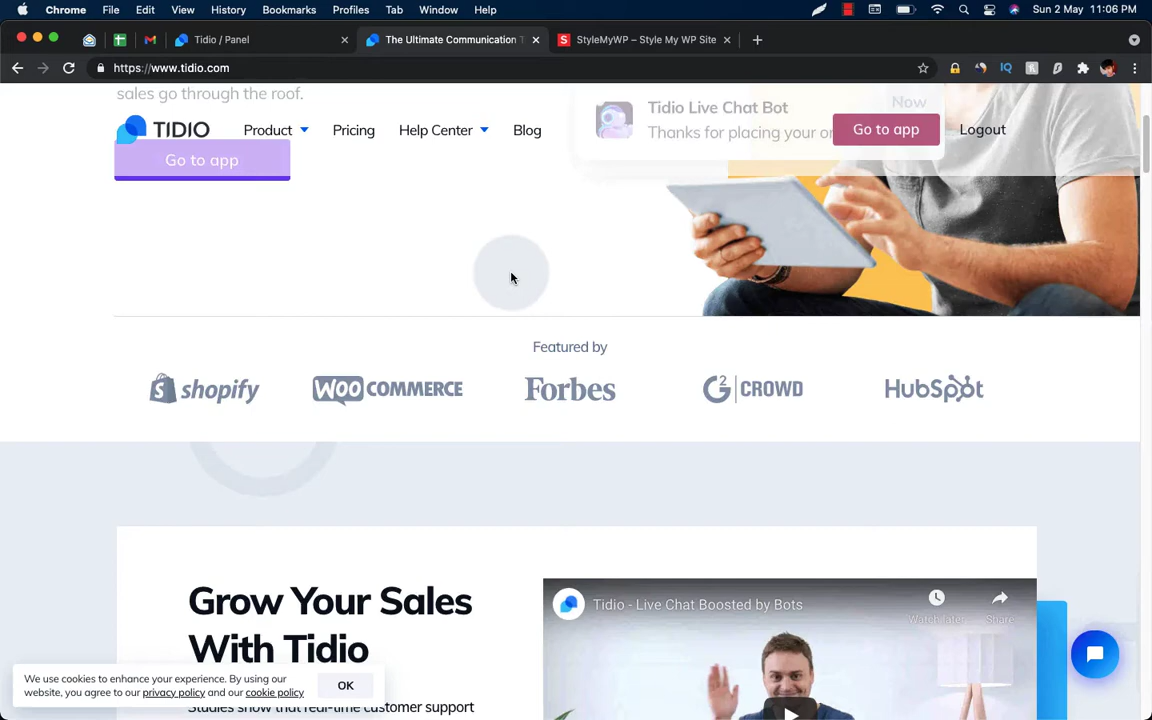 Chrome File Edit View History Bookmarks Profiles Tab Window Help Sun 2 May 11:06 PM
Tidio / Panel The Ultimate Communication T StyleMyWP – Style My WP Site
https://www.tidio.com
sales go through the roof.
Tidio Live Chat Bot Now
Thanks for placing your or
TIDIO Product Pricing Help Center Blog Go to app Logout
Go to app
Featured by
shopify WOO COMMERCE Forbes G2 | CROWD HubSpot
Grow Your Sales
With Tidio
Studies show that real-time customer support
Tidio - Live Chat Boosted by Bots
Watch later Share
We use cookies to enhance your experience. By using our
website, you agree to our privacy policy and our cookie policy
OK